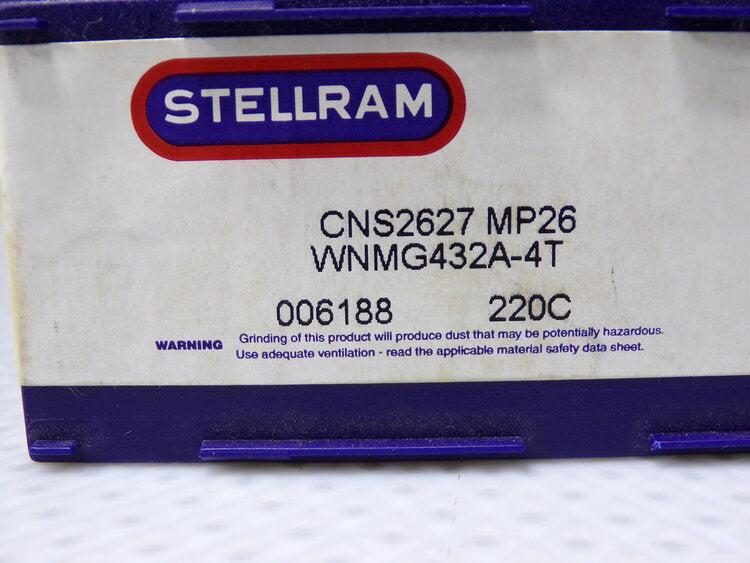 STELLRAM
CNS2627 MP26
WNMG432A-4T
006188 220C
WARNING Grinding of this product will produce dust that may be potentially hazardous.
Use adequate ventilation - read the applicable material safety data sheet.